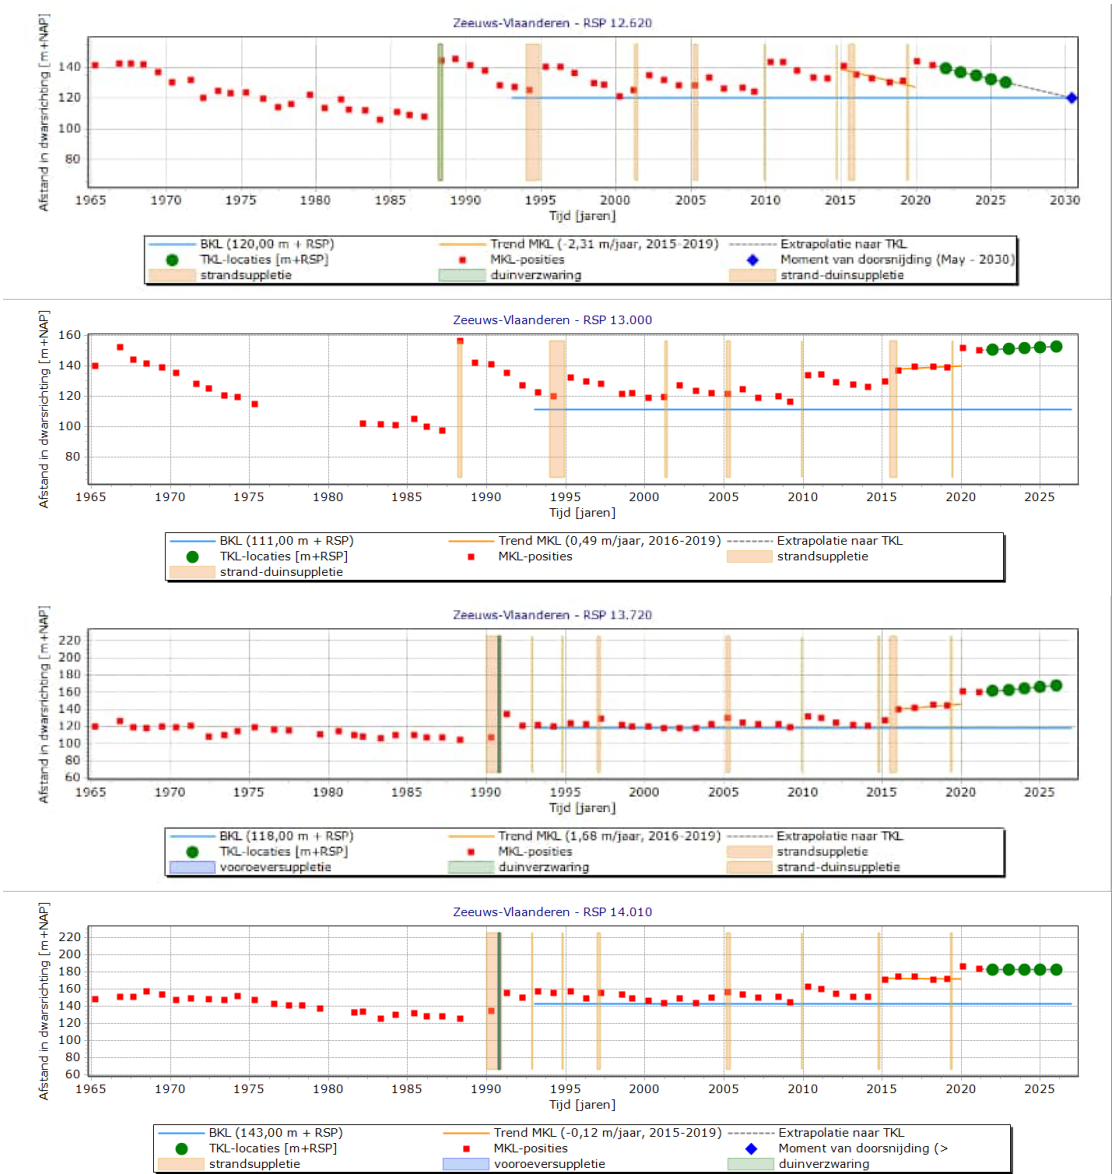 Zeeuws-Vlaanderen - RSP 12.620
Afstand in dwarsrichting [m+NAP]
140
120
100
80
1965 1970 1975 1980 1985 1990 1995 2000 2005 2010 2015 2020 2025 2030
Tijd [jaren]
BKL (120,00 m + RSP) Trend MKL (-2,31 m/jaar, 2015-2019) Extrapolatie naar TKL
TKL-locaties [m+RSP] MKL-posities Moment van doorsnijding (May - 2030)
strandsuppletie duinverzwaring strand-duinsuppletie
Zeeuws-Vlaanderen - RSP 13.000
Afstand in dwarsrichting [m+NAP]
160
140
120
100
80
1965 1970 1975 1980 1985 1990 1995 2000 2005 2010 2015 2020 2025
Tijd [jaren]
BKL (111,00 m + RSP) Trend MKL (0,49 m/jaar, 2016-2019) Extrapolatie naar TKL
TKL-locaties [m+RSP] MKL-posities strandsuppletie
strand-duinsuppletie
Zeeuws-Vlaanderen - RSP 13.720
Afstand in dwarsrichting [m+NAP]
220
200
180
160
140
120
100
80
60
1965 1970 1975 1980 1985 1990 1995 2000 2005 2010 2015 2020 2025
Tijd [jaren]
BKL (118,00 m + RSP) Trend MKL (1,68 m/jaar, 2016-2019) Extrapolatie naar TKL
TKL-locaties [m+RSP] MKL-posities strandsuppletie
vooroeversuppletie duinverzwaring strand-duinsuppletie
Zeeuws-Vlaanderen - RSP 14.010
Afstand in dwarsrichting [m+NAP]
220
200
180
160
140
120
100
80
60
1965 1970 1975 1980 1985 1990 1995 2000 2005 2010 2015 2020 2025
Tijd [jaren]
BKL (143,00 m + RSP) Trend MKL (-0,12 m/jaar, 2015-2019) Extrapolatie naar TKL
TKL-locaties [m+RSP] MKL-posities Moment van doorsnijding (>
strandsuppletie vooroeversuppletie duinverzwaring